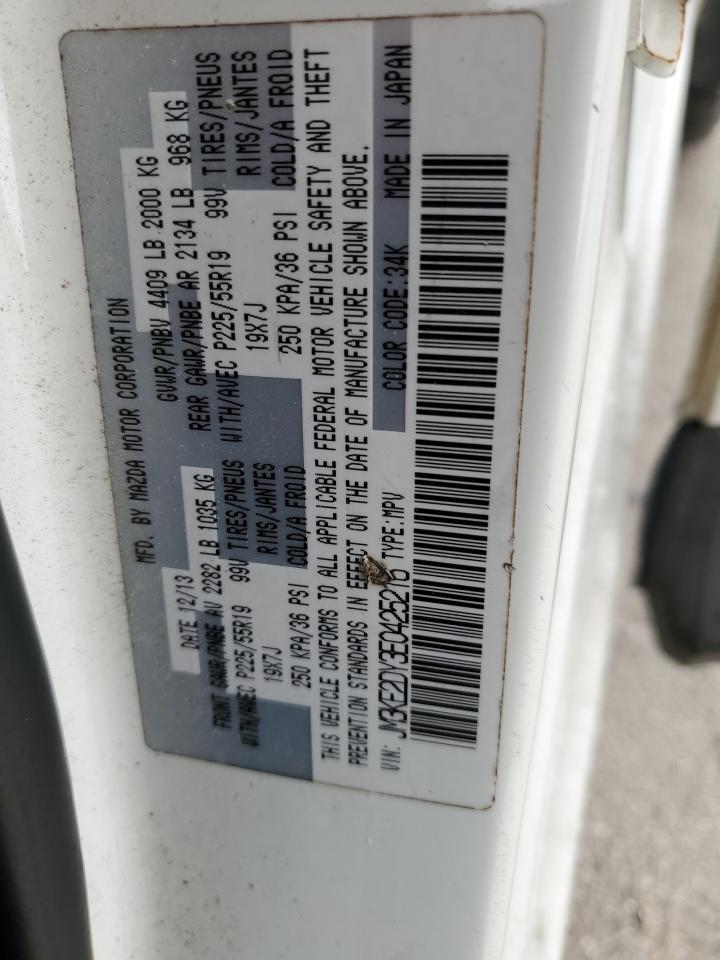 MFD. BY MAZDA MOTOR CORPORATION
DATE 12/13 GVWR/PNBV 4409 LB 2000 KG
FRONT GAWR/PNBE AV 2282 LB 1035 KG REAR GAWR/PNBE AR 2134 LB 968 KG
WITH/AVEC P225/55R19 99V TIRES/PNEUS WITH/AVEC P225/55R19 99V TIRES/PNEUS
19X7J RIMS/JANTES 19X7J RIMS/JANTES
250 KPA/36 PSI COLD/A FROID 250 KPA/36 PSI COLD/A FROID
THIS VEHICLE CONFORMS TO ALL APPLICABLE FEDERAL MOTOR VEHICLE SAFETY AND THEFT
PREVENTION STANDARDS IN EFFECT ON THE DATE OF MANUFACTURE SHOWN ABOVE.
VIN: JM3KE2DY3E0425216 TYPE:MPV COLOR CODE:34K MADE IN JAPAN